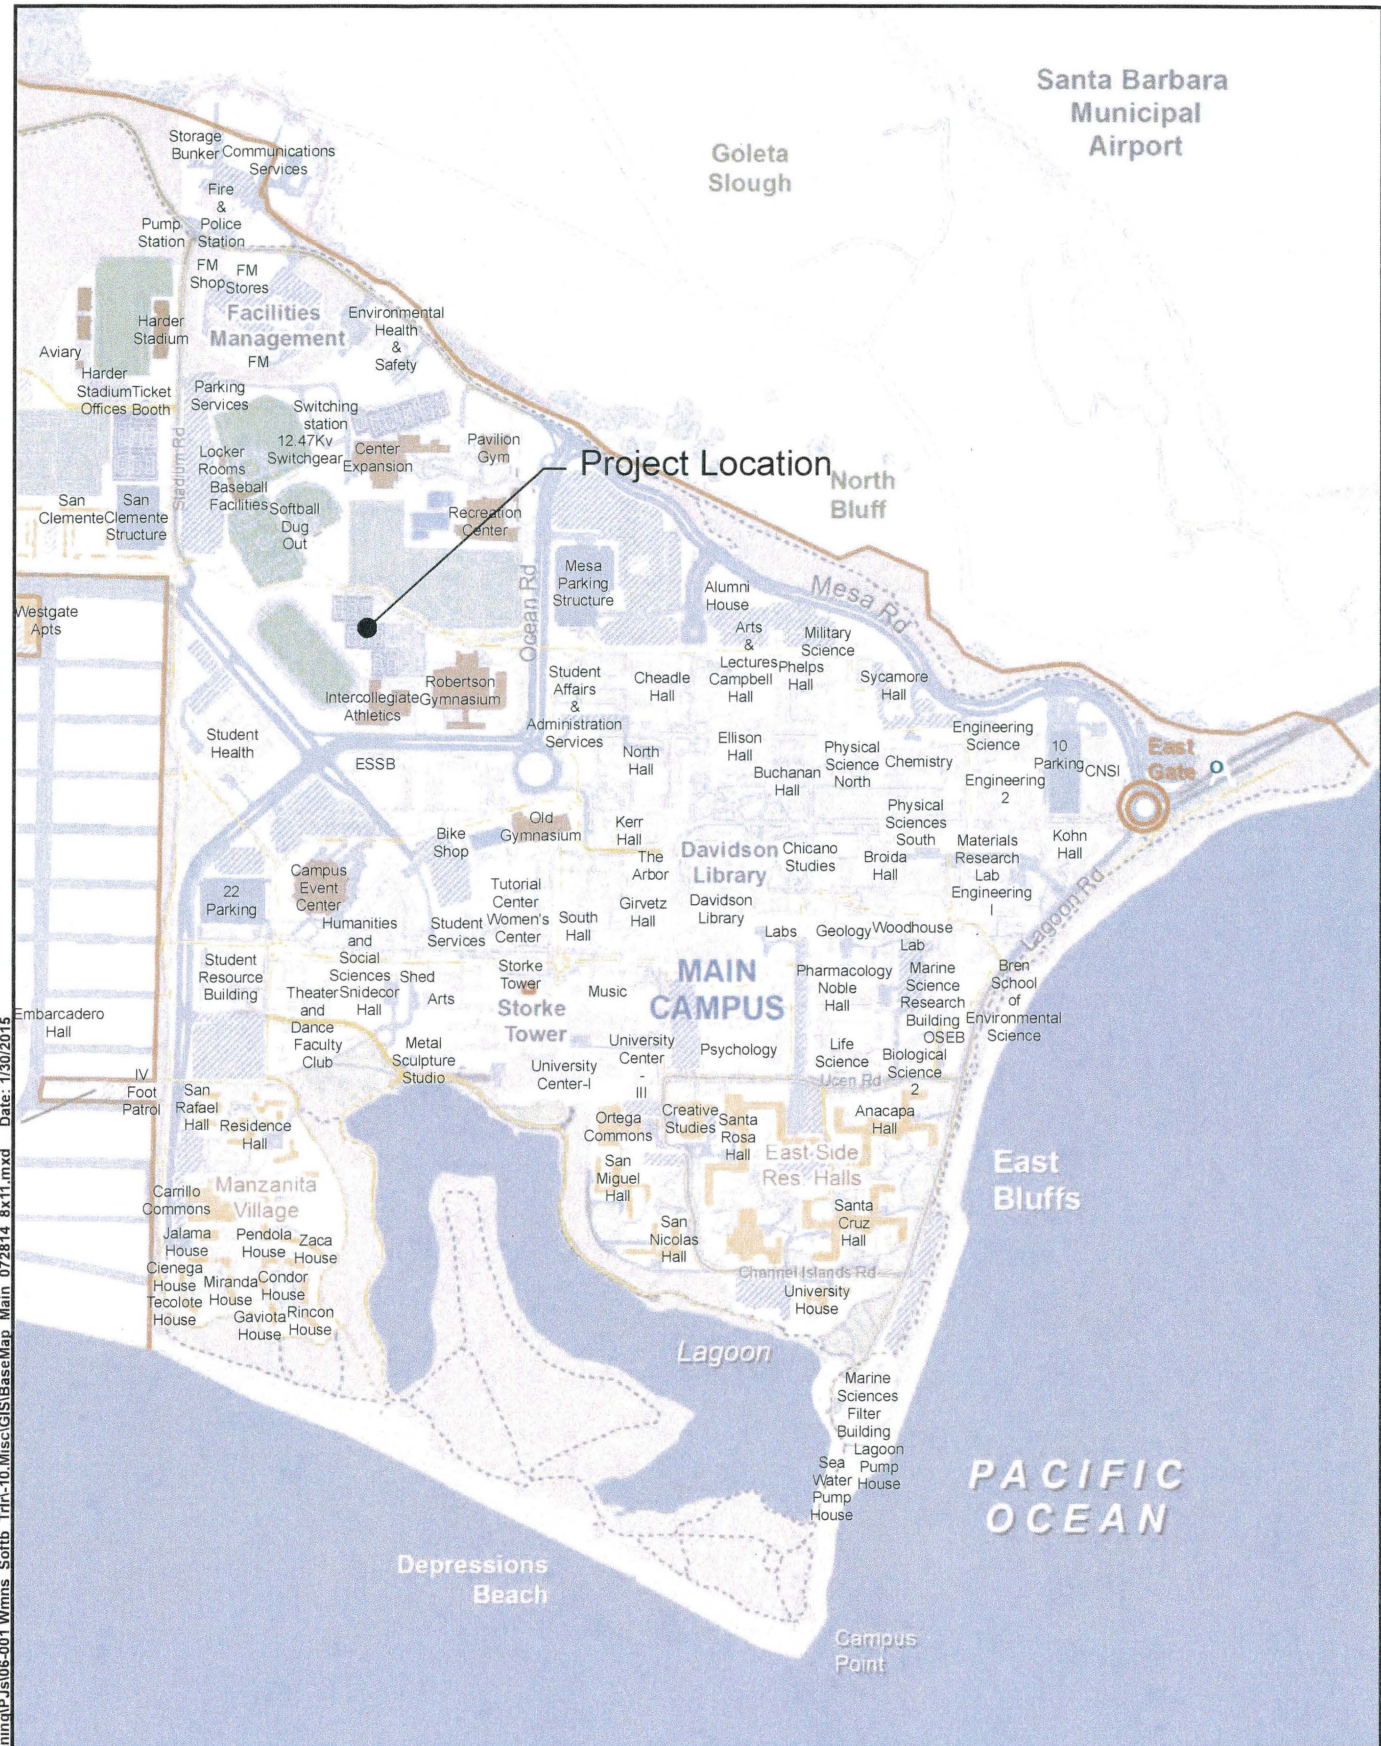 Santa Barbara
Municipal
Airport
Goleta
Slough
Storage
Bunker
Communications
Services
Fire
&
Police
Station
Pump
Station
FM
Shop
FM
Stores
Facilities
Management
FM
Environmental
Health
&
Safety
Harder
Stadium
Aviary
Harder
Stadium
Offices
Ticket
Booth
Parking
Services
Stadium Rd
Switching
station
12.47Kv
Switchgear
Center
Expansion
Pavilion
Gym
Project Location
North
Bluff
Locker
Rooms
Baseball
Facilities
Softball
Dug
Out
San
Clemente
San
Clemente
Structure
Recreation
Center
Ocean Rd
Mesa
Parking
Structure
Alumni
House
Mesa Rd
Westgate
Apts
Arts
&
Lectures
Campbell
Hall
Military
Science
Phelps
Hall
Sycamore
Hall
Cheadle
Hall
Student
Affairs
&
Administration
Services
Robertson
Gymnasium
Intercollegiate
Athletics
Student
Health
ESSB
North
Hall
Ellison
Hall
Buchanan
Hall
Physical
Science
North
Chemistry
Engineering
Science
Engineering
2
10
Parking
CNSI
East
Gate
Physical
Sciences
South
Kohn
Hall
Materials
Research
Lab
Engineering
I
Broida
Hall
Chicano
Studies
Davidson
Library
Davidson
Library
Kerr
Hall
The
Arbor
Girvetz
Hall
Old
Gymnasium
Bike
Shop
Campus
Event
Center
22
Parking
Humanities
and
Social
Sciences
Student
Services
Tutorial
Center
Women's
Center
South
Hall
Labs
Geology
Woodhouse
Lab
Lagoon Rd
Student
Resource
Building
Theater
and
Dance
Faculty
Club
Snidecor
Hall
Shed
Arts
Storke
Tower
Storke
Tower
Music
MAIN
CAMPUS
Pharmacology
Noble
Hall
Marine
Science
Research
Building
OSEB
Bren
School
of
Environmental
Science
Embarcadero
Hall
Metal
Sculpture
Studio
University
Center-I
University
Center
-
III
Psychology
Life
Science
Biological
Science
2
Ucen Rd
IV
Foot
Patrol
San
Rafael
Hall
Residence
Hall
Ortega
Commons
Creative
Studies
Santa
Rosa
Hall
Anacapa
Hall
East Side
Res Halls
East
Bluffs
San
Miguel
Hall
Manzanita
Village
Carrillo
Commons
San
Nicolas
Hall
Santa
Cruz
Hall
Jalama
House
Pendola
House
Zaca
House
Cienega
House
Miranda
House
Condor
House
Tecolote
House
Gaviota
House
Rincon
House
Channel Islands Rd
University
House
Lagoon
Marine
Sciences
Filter
Building
Lagoon
Pump
House
Sea
Water
Pump
House
PACIFIC
OCEAN
Depressions
Beach
Campus
Point
Date: 1/30/2015